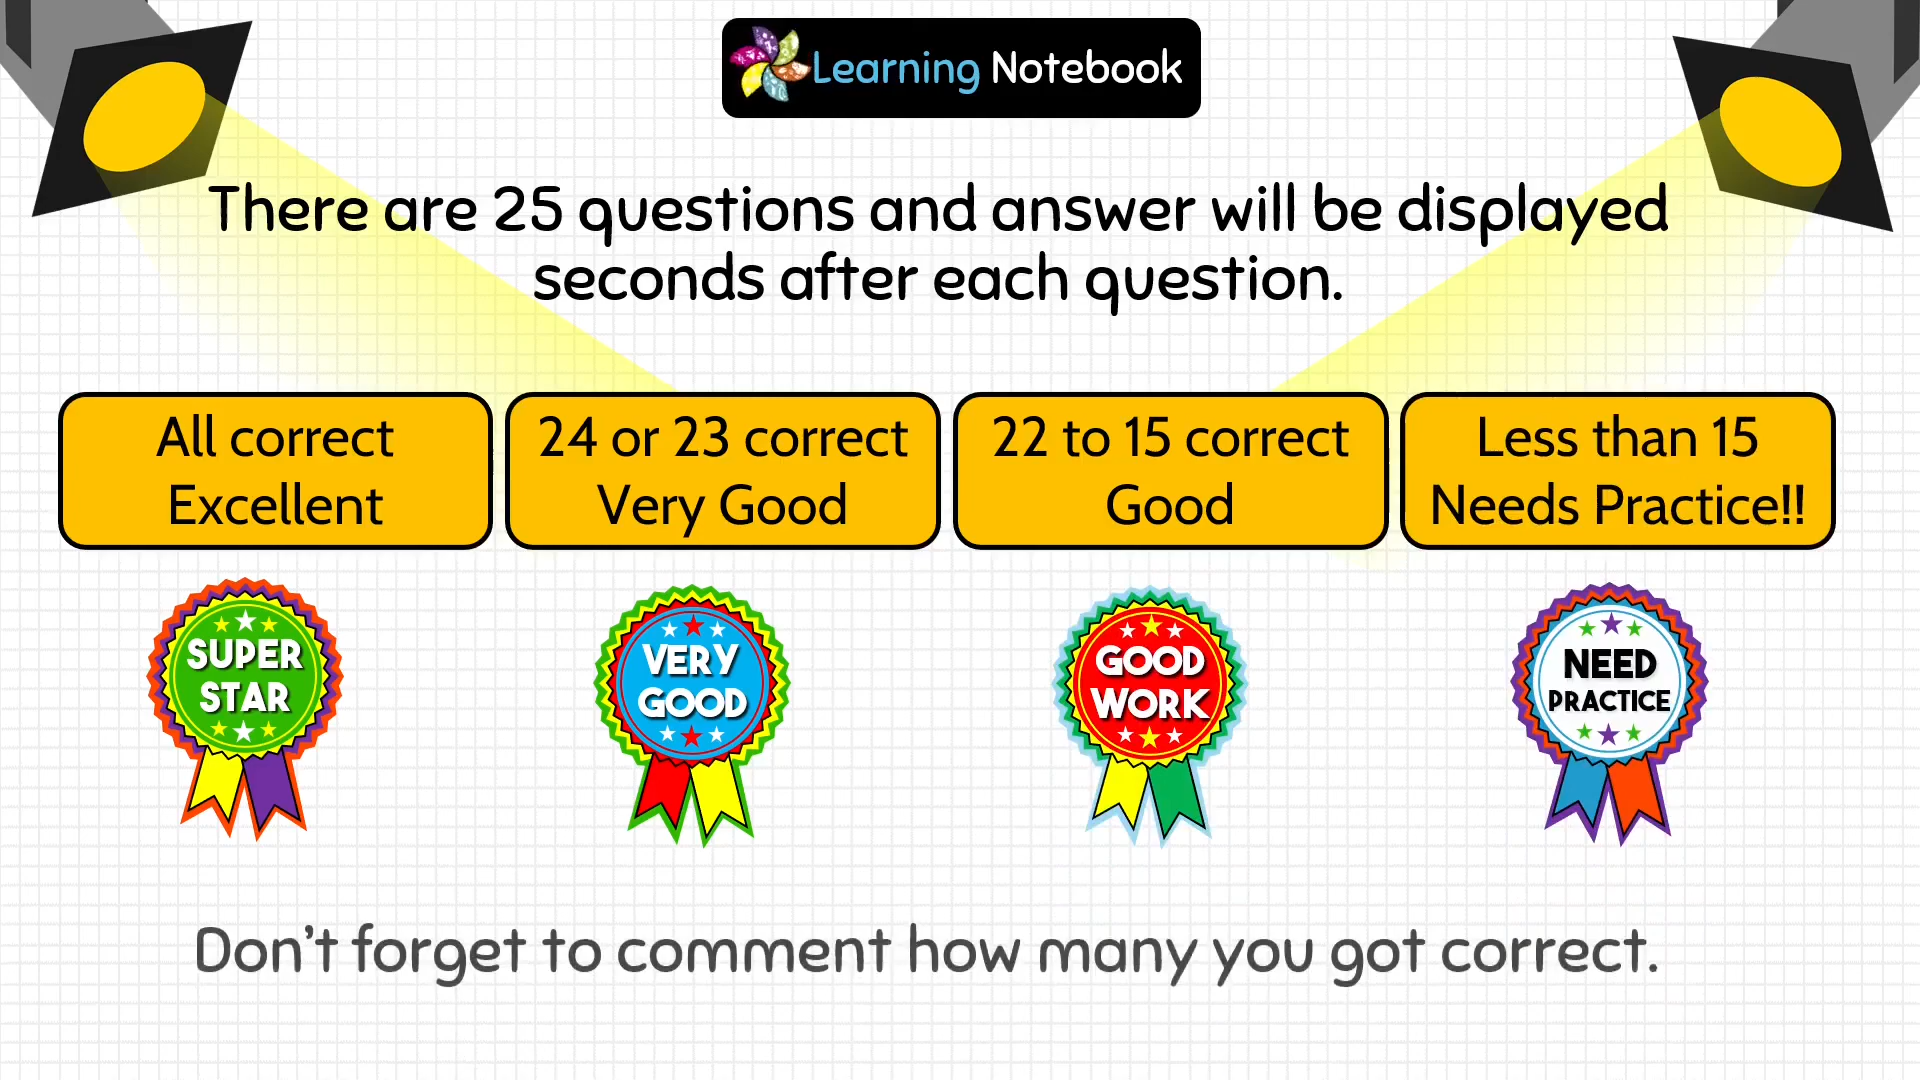 Learning Notebook
There are 25 questions and answer will be displayed
seconds after each question.
All correct
Excellent
24 or 23 correct
Very Good
22 to 15 correct
Good
Less than 15
Needs Practice!!
SUPER
STAR
VERY
GOOD
GOOD
WORK
NEED
PRACTICE
Don't forget to comment how many you got correct.